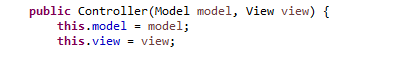 public Controller(Model model, View view) {
this.model = model;
this.view = view;